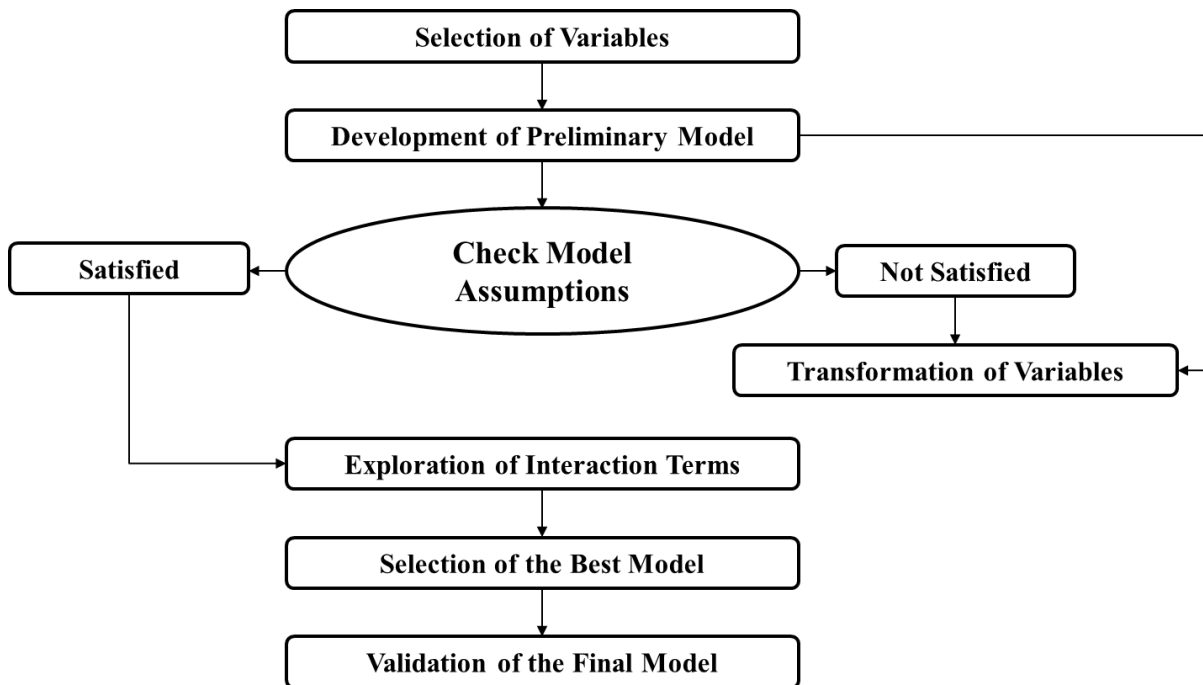 Selection of Variables
Development of Preliminary Model
Check Model
Assumptions
Satisfied
Not Satisfied
Transformation of Variables
Exploration of Interaction Terms
Selection of the Best Model
Validation of the Final Model